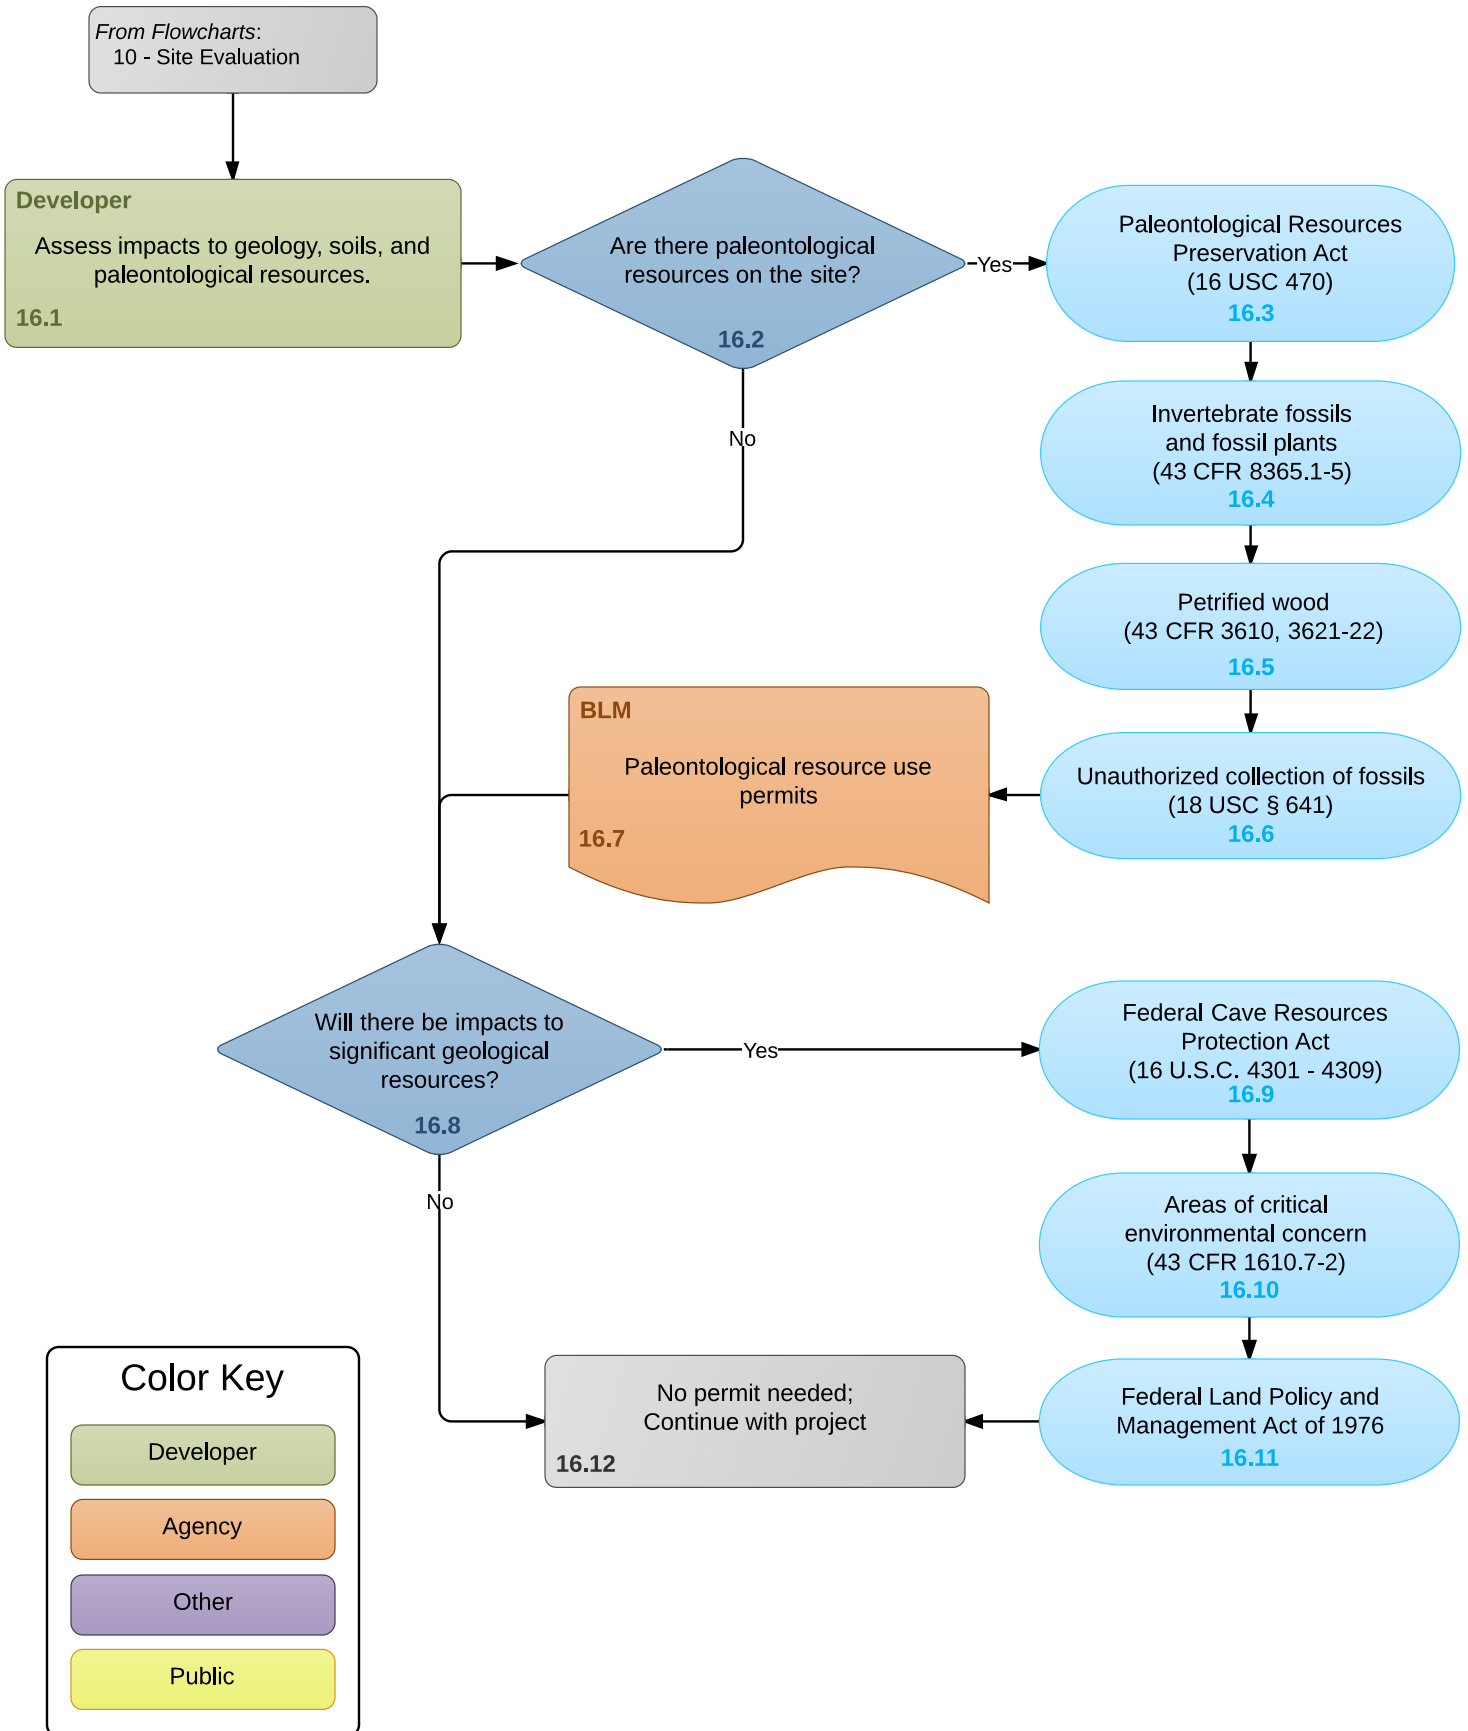 From Flowcharts:
10 - Site Evaluation
Developer
Assess impacts to geology, soils, and
paleontological resources.
16.1
Are there paleontological
resources on the site?
16.2
Yes
No
Paleontological Resources
Preservation Act
(16 USC 470)
16.3
Invertebrate fossils
and fossil plants
(43 CFR 8365.1-5)
16.4
Petrified wood
(43 CFR 3610, 3621-22)
16.5
Unauthorized collection of fossils
(18 USC § 641)
16.6
BLM
Paleontological resource use
permits
16.7
Will there be impacts to
significant geological
resources?
16.8
Yes
No
Federal Cave Resources
Protection Act
(16 U.S.C. 4301 - 4309)
16.9
Areas of critical
environmental concern
(43 CFR 1610.7-2)
16.10
Federal Land Policy and
Management Act of 1976
16.11
No permit needed;
Continue with project
16.12
Color Key
Developer
Agency
Other
Public